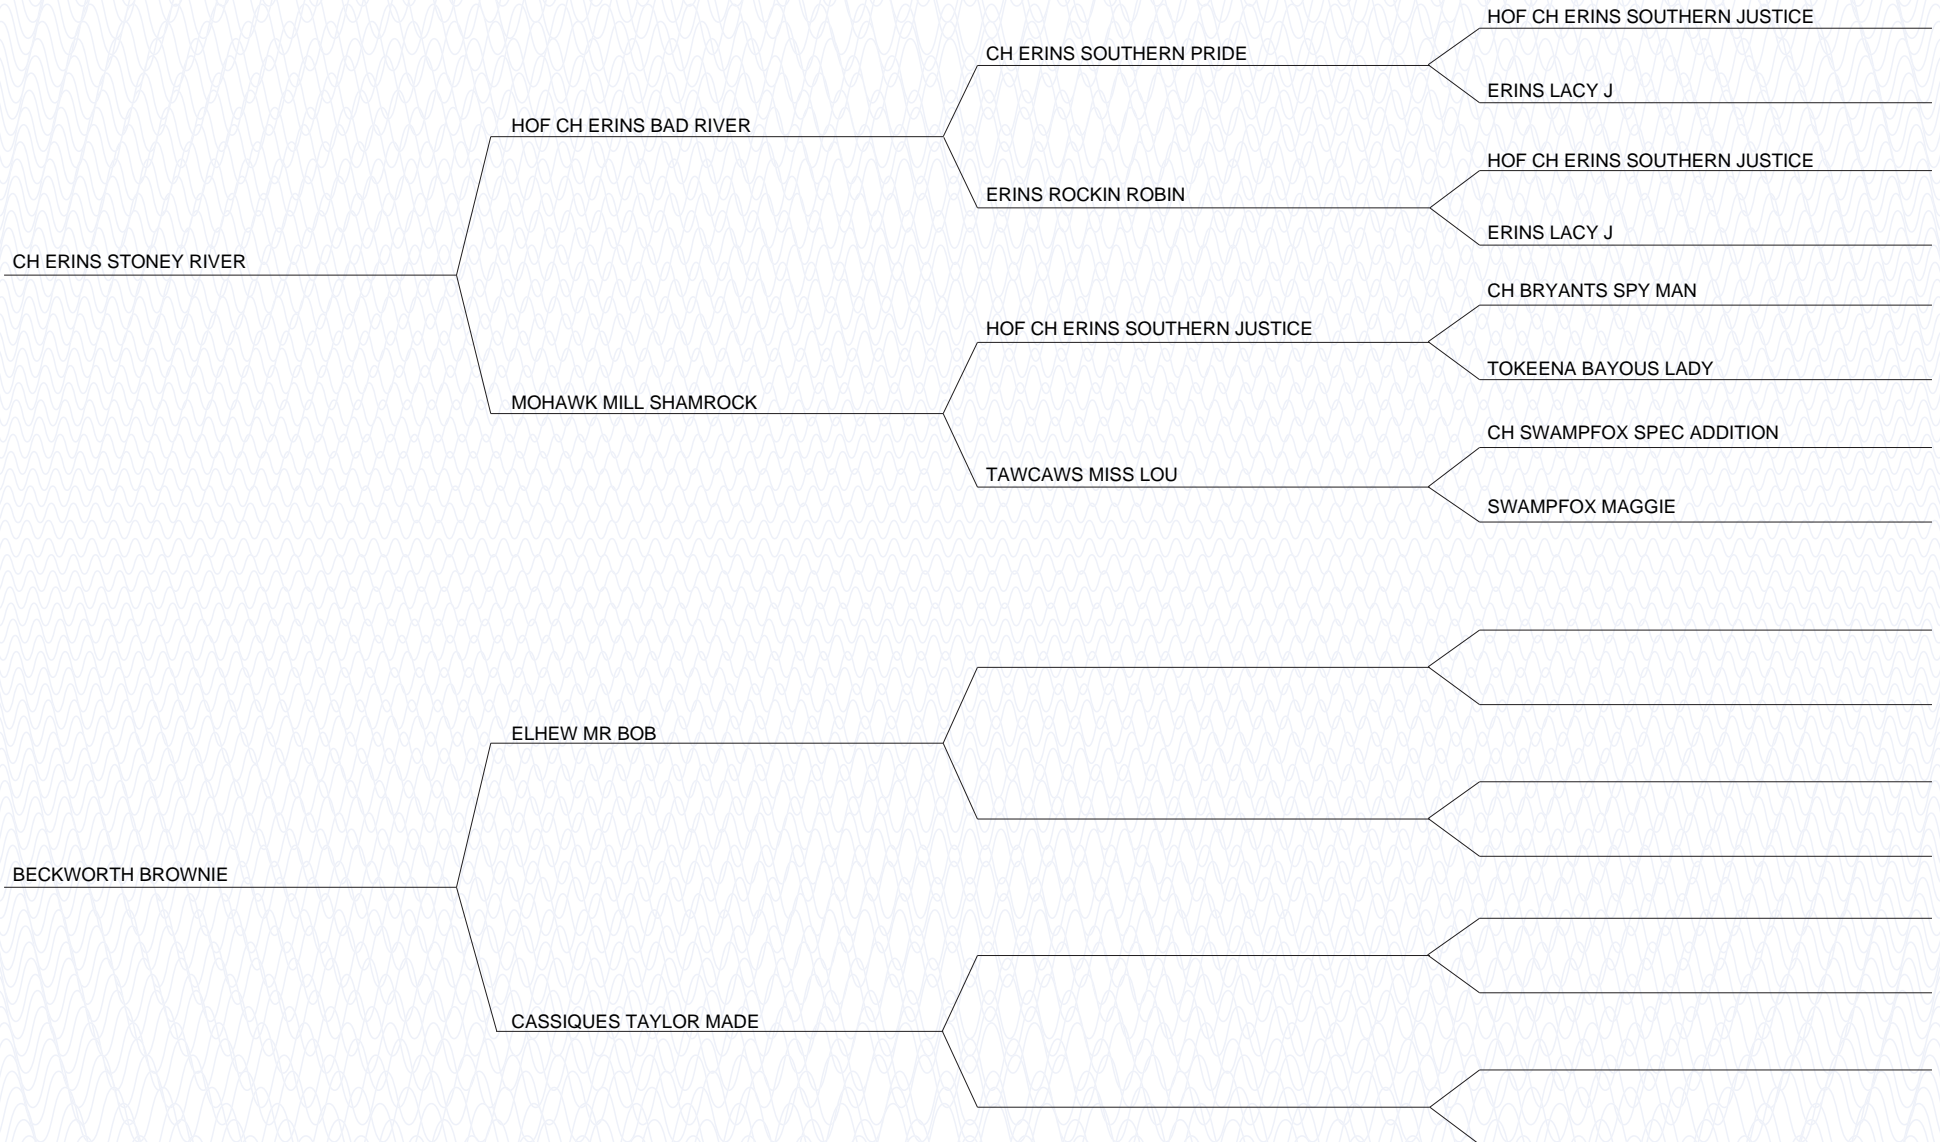 HOF CH ERINS SOUTHERN JUSTICE
CH ERINS SOUTHERN PRIDE
ERINS LACY J
HOF CH ERINS BAD RIVER
HOF CH ERINS SOUTHERN JUSTICE
ERINS ROCKIN ROBIN
ERINS LACY J
CH ERINS STONEY RIVER
CH BRYANTS SPY MAN
HOF CH ERINS SOUTHERN JUSTICE
TOKEENA BAYOUS LADY
MOHAWK MILL SHAMROCK
CH SWAMPFOX SPEC ADDITION
TAWCAWS MISS LOU
SWAMPFOX MAGGIE
ELHEW MR BOB
BECKWORTH BROWNIE
CASSIQUES TAYLOR MADE